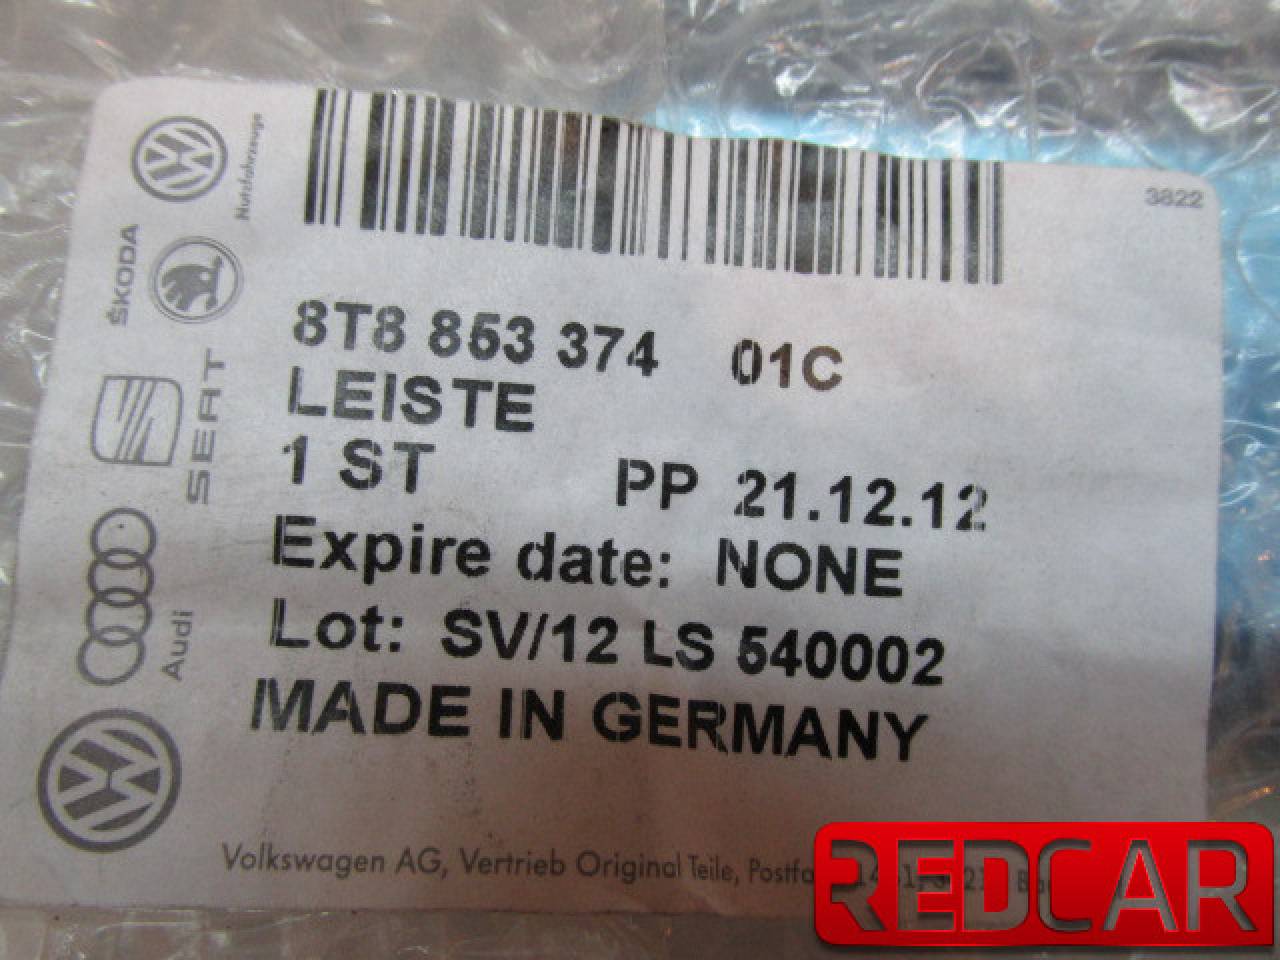 Nutzfahrzeuge
ŠKODA
SEAT
Audi
3822
8T8 853 374 01C
LEISTE
1 ST PP 21.12.12
Expire date: NONE
Lot: SV/12 LS 540002
MADE IN GERMANY
Volkswagen AG, Vertrieb Original Teile,
REDCAR